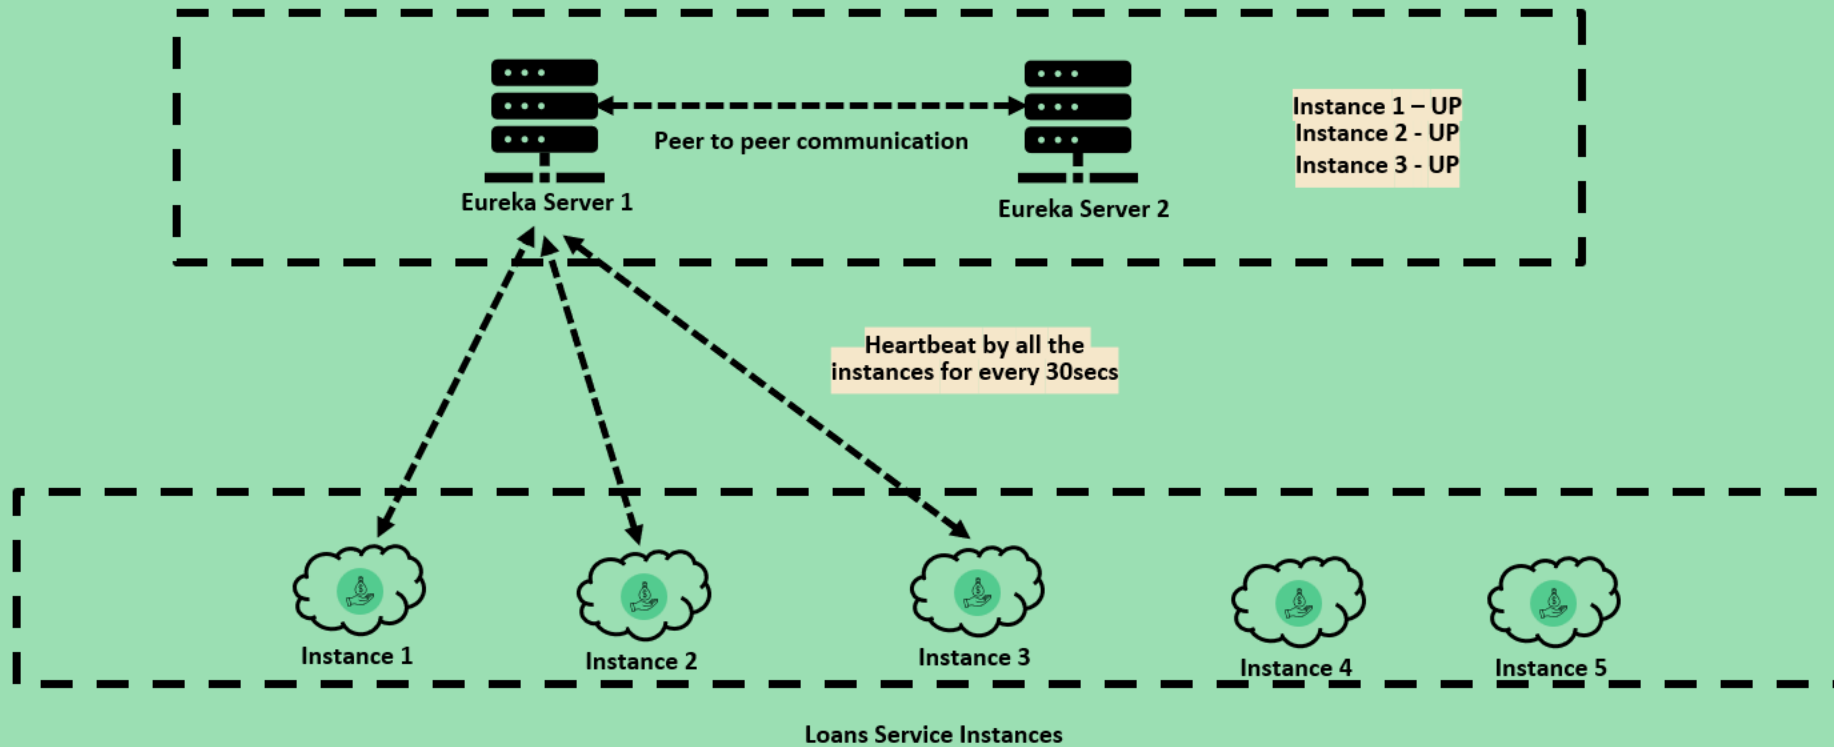 Instance 1 – UP
Instance 2 - UP
Instance 3 - UP
Peer to peer communication
Eureka Server 1
Eureka Server 2
Heartbeat by all the
instances for every 30secs
Instance 1
Instance 2
Instance 3
Instance 4
Instance 5
Loans Service Instances